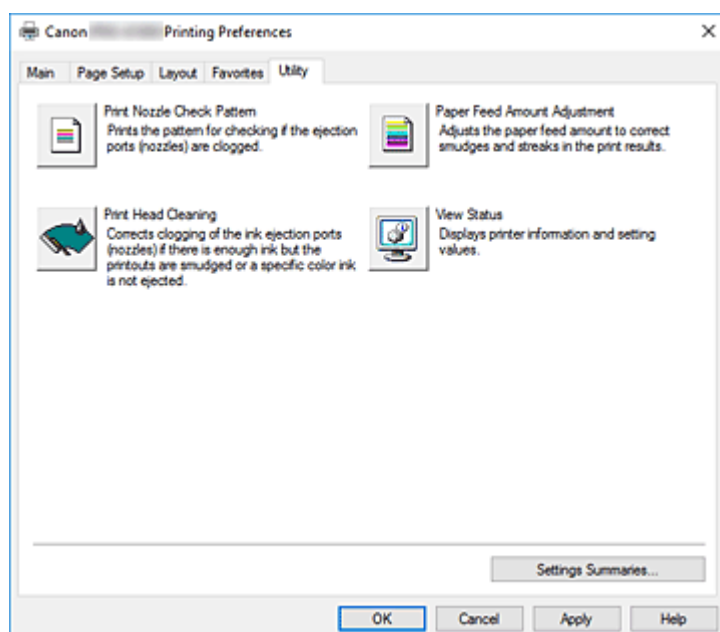 Canon Printing Preferences
Main Page Setup Layout Favorites Utility
Print Nozzle Check Pattern
Prints the pattern for checking if the ejection
ports (nozzles) are clogged.
Paper Feed Amount Adjustment
Adjusts the paper feed amount to correct
smudges and streaks in the print results.
Print Head Cleaning
Corrects clogging of the ink ejection ports
(nozzles) if there is enough ink but the
printouts are smudged or a specific color ink
is not ejected.
View Status
Displays printer information and setting
values.
Settings Summaries...
OK Cancel Apply Help